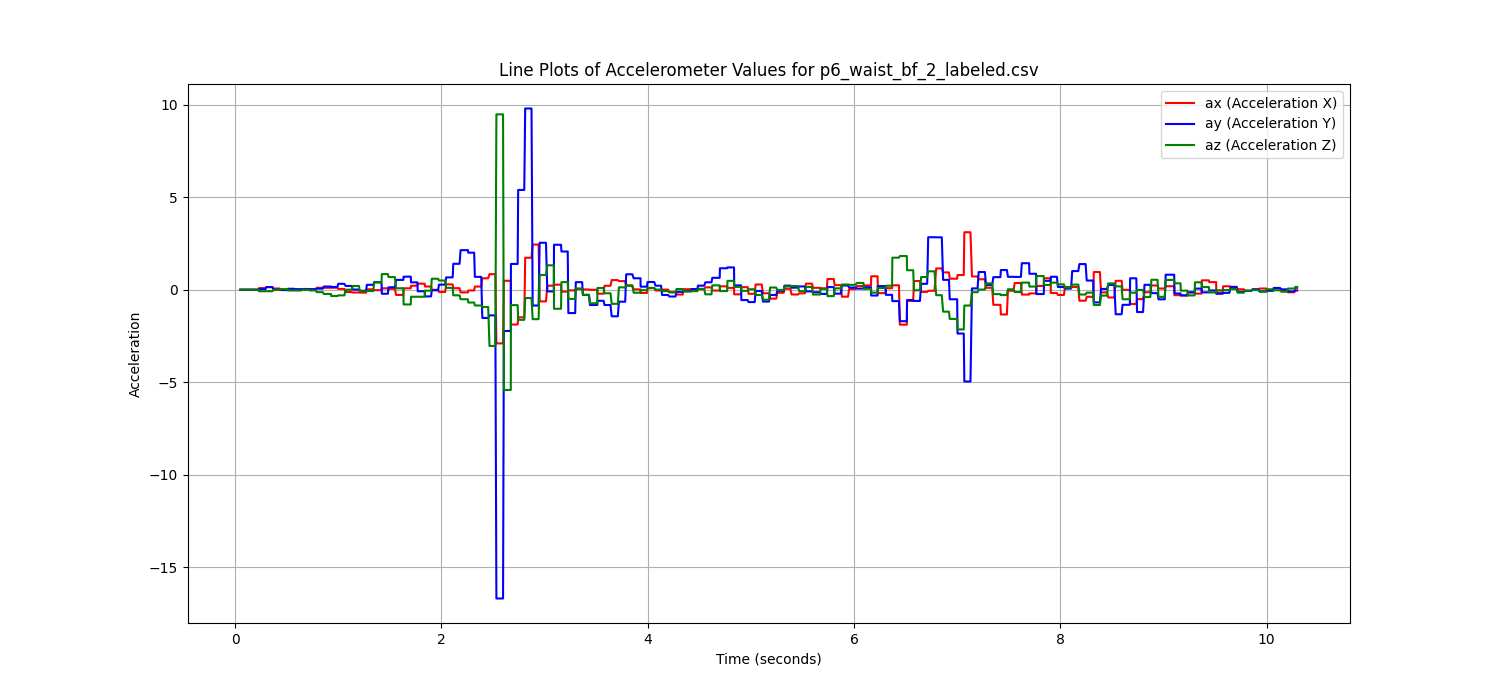 Line Plots of Accelerometer Values for p6_waist_bf_2_labeled.csv
ax (Acceleration X)
ay (Acceleration Y)
az (Acceleration Z)
10
5
0
−5
−10
−15
Acceleration
0 2 4 6 8 10
Time (seconds)